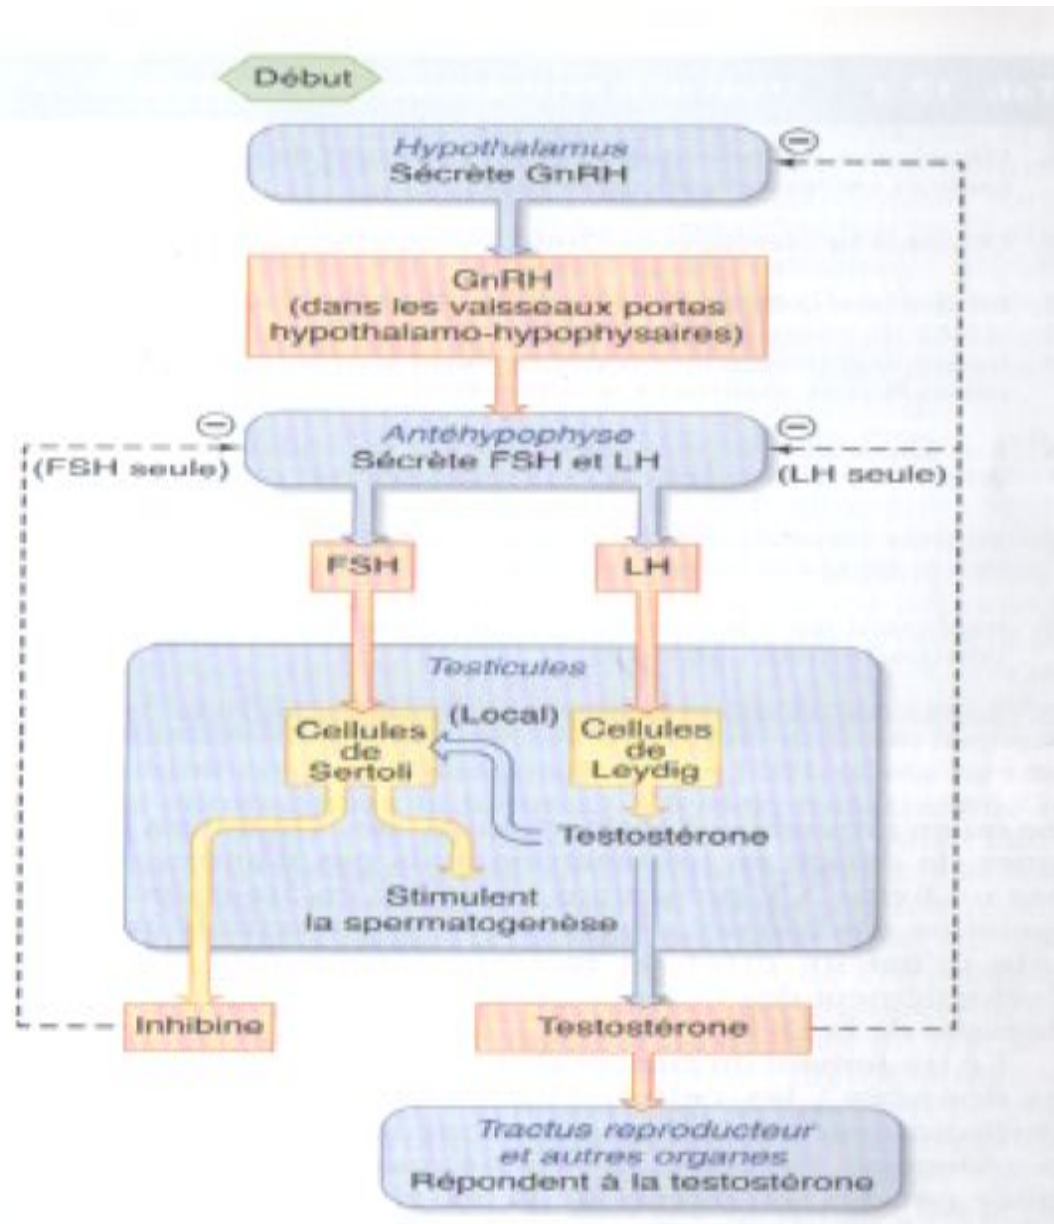 Début
Hypothalamus
Sécrète GnRH
GnRH
(dans les vaisseaux portes
hypothalamo-hypophysaires)
Antéhypophyse
Sécrète FSH et LH
(FSH seule)
(LH seule)
FSH
LH
Testicules
Cellules
de
Sertoli
(Local)
Cellules
de
Leydig
Testostérone
Stimulent
la spermatogenèse
Inhibine
Testostérone
Tractus reproducteur
et autres organes
Répondent à la testostérone